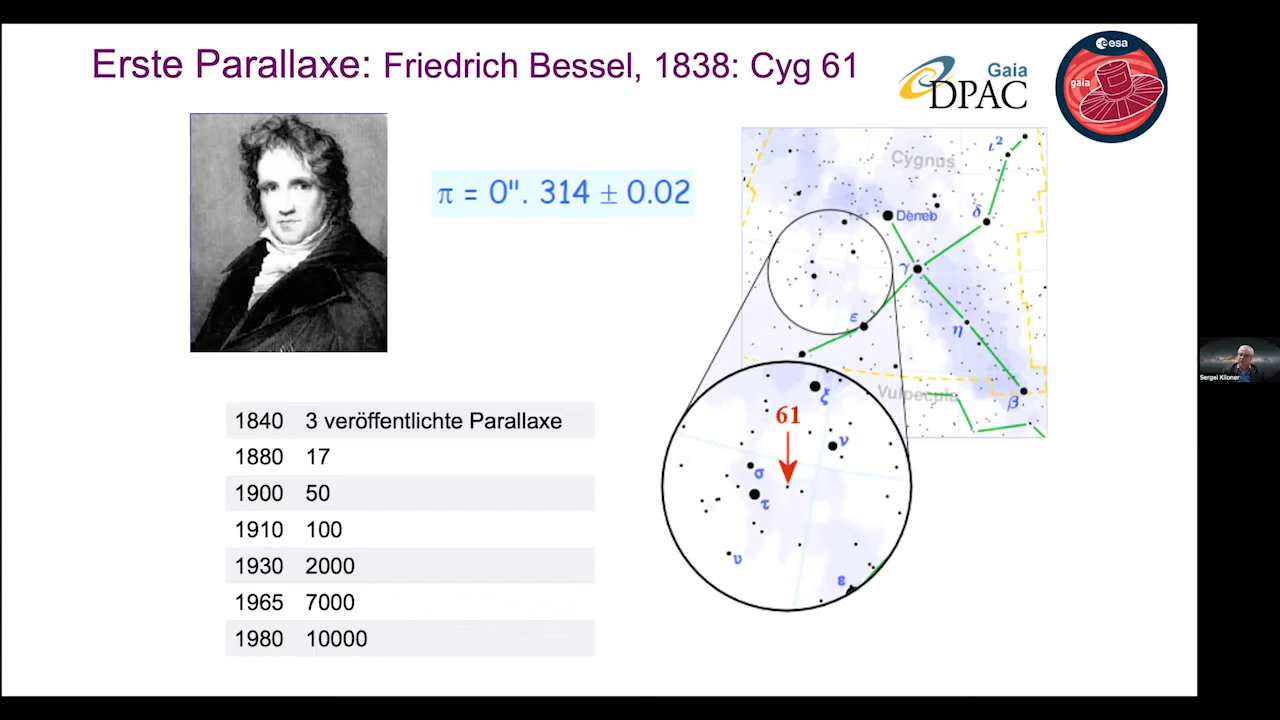 Erste Parallaxe: Friedrich Bessel, 1838: Cyg 61
Gaia
DPAC
esa
gaia
π = 0". 314 ± 0.02
Cygnus
ι²
Deneb
δ
γ
ε
η
β
Vulpecula
ξ
61
ν
σ
τ
υ
ε
1840 3 veröffentlichte Parallaxe
1880 17
1900 50
1910 100
1930 2000
1965 7000
1980 10000
Sergei Klioner